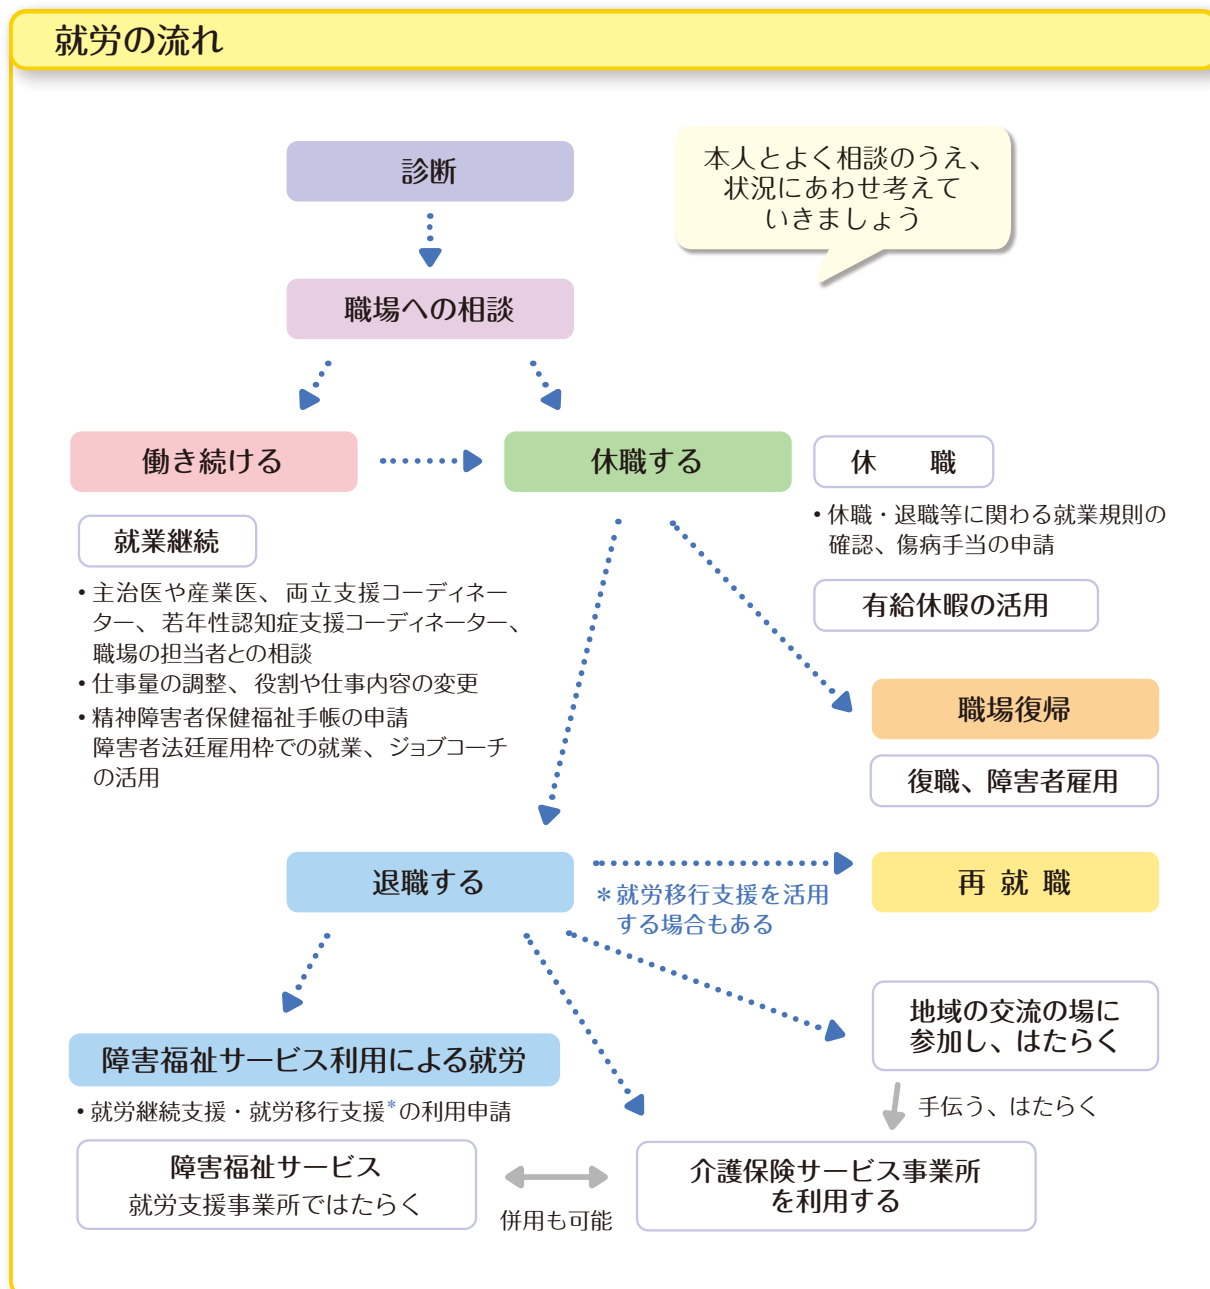 就労の流れ
診断
本人とよく相談のうえ、
状況にあわせ考えて
いきましょう
職場への相談
働き続ける
休職する
休　職
・休職・退職等に関わる就業規則の
確認、傷病手当の申請
有給休暇の活用
就業継続
・主治医や産業医、両立支援コーディネー
ター、若年性認知症支援コーディネーター、
職場の担当者との相談
・仕事量の調整、役割や仕事内容の変更
・精神障害者保健福祉手帳の申請
障害者法廷雇用枠での就業、ジョブコーチ
の活用
職場復帰
復職、障害者雇用
退職する
＊就労移行支援を活用
する場合もある
再 就 職
地域の交流の場に
参加し、はたらく
手伝う、はたらく
障害福祉サービス利用による就労
・就労継続支援・就労移行支援*の利用申請
障害福祉サービス
就労支援事業所ではたらく
併用も可能
介護保険サービス事業所
を利用する